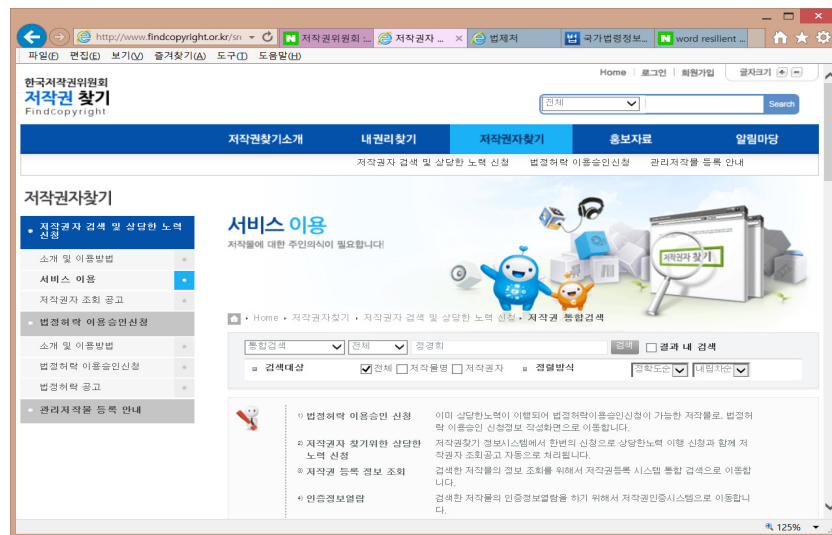 http://www.findcopyright.or.kr/sri
저작권위원회 :...
저작권자 ...
법제처
국가법령정보...
word resilient ...
파일(F) 편집(E) 보기(V) 즐겨찾기(A) 도구(T) 도움말(H)
Home 로그인 회원가입 글자크기
한국저작권위원회
저작권 찾기
Findcopyright
전체
Search
저작권찾기소개 내권리찾기 저작권자찾기 홍보자료 알림마당
저작권자 검색 및 상당한 노력 신청 법정허락 이용승인신청 관리저작물 등록 안내
저작권자찾기
저작권자 검색 및 상당한 노력
신청
소개 및 이용방법
서비스 이용
저작권자 조회 공고
법정허락 이용승인신청
소개 및 이용방법
법정허락 이용승인신청
법정허락 공고
관리저작물 등록 안내
서비스 이용
저작물에 대한 주인의식이 필요합니다!
저작권자 찾기
Home 저작권자찾기 저작권자 검색 및 상당한 노력 신청 저작권 통합검색
통합검색 전체 정경희 검색 결과 내 검색
검색대상 전체 저작물명 저작권자 정렬방식 정확도순 내림차순
1) 법정허락 이용승인 신청 이미 상당한노력이 이행되어 법정허락이용승인신청이 가능한 저작물로, 법정허
락 이용승인 신청정보 작성화면으로 이동합니다.
2) 저작권자 찾기위한 상당한 저작권찾기 정보시스템에서 한번의 신청으로 상당한노력 이행 신청과 함께 저
노력 신청 작권자 조회공고 자동으로 처리됩니다.
3) 저작권 등록 정보 조회 검색한 저작물의 정보 조회를 위해서 저작권등록 시스템 통합 검색으로 이동합
니다.
4) 인증정보열람 검색한 저작물의 인증정보열람을 하기 위해서 저작권인증시스템으로 이동합니
다.
125%